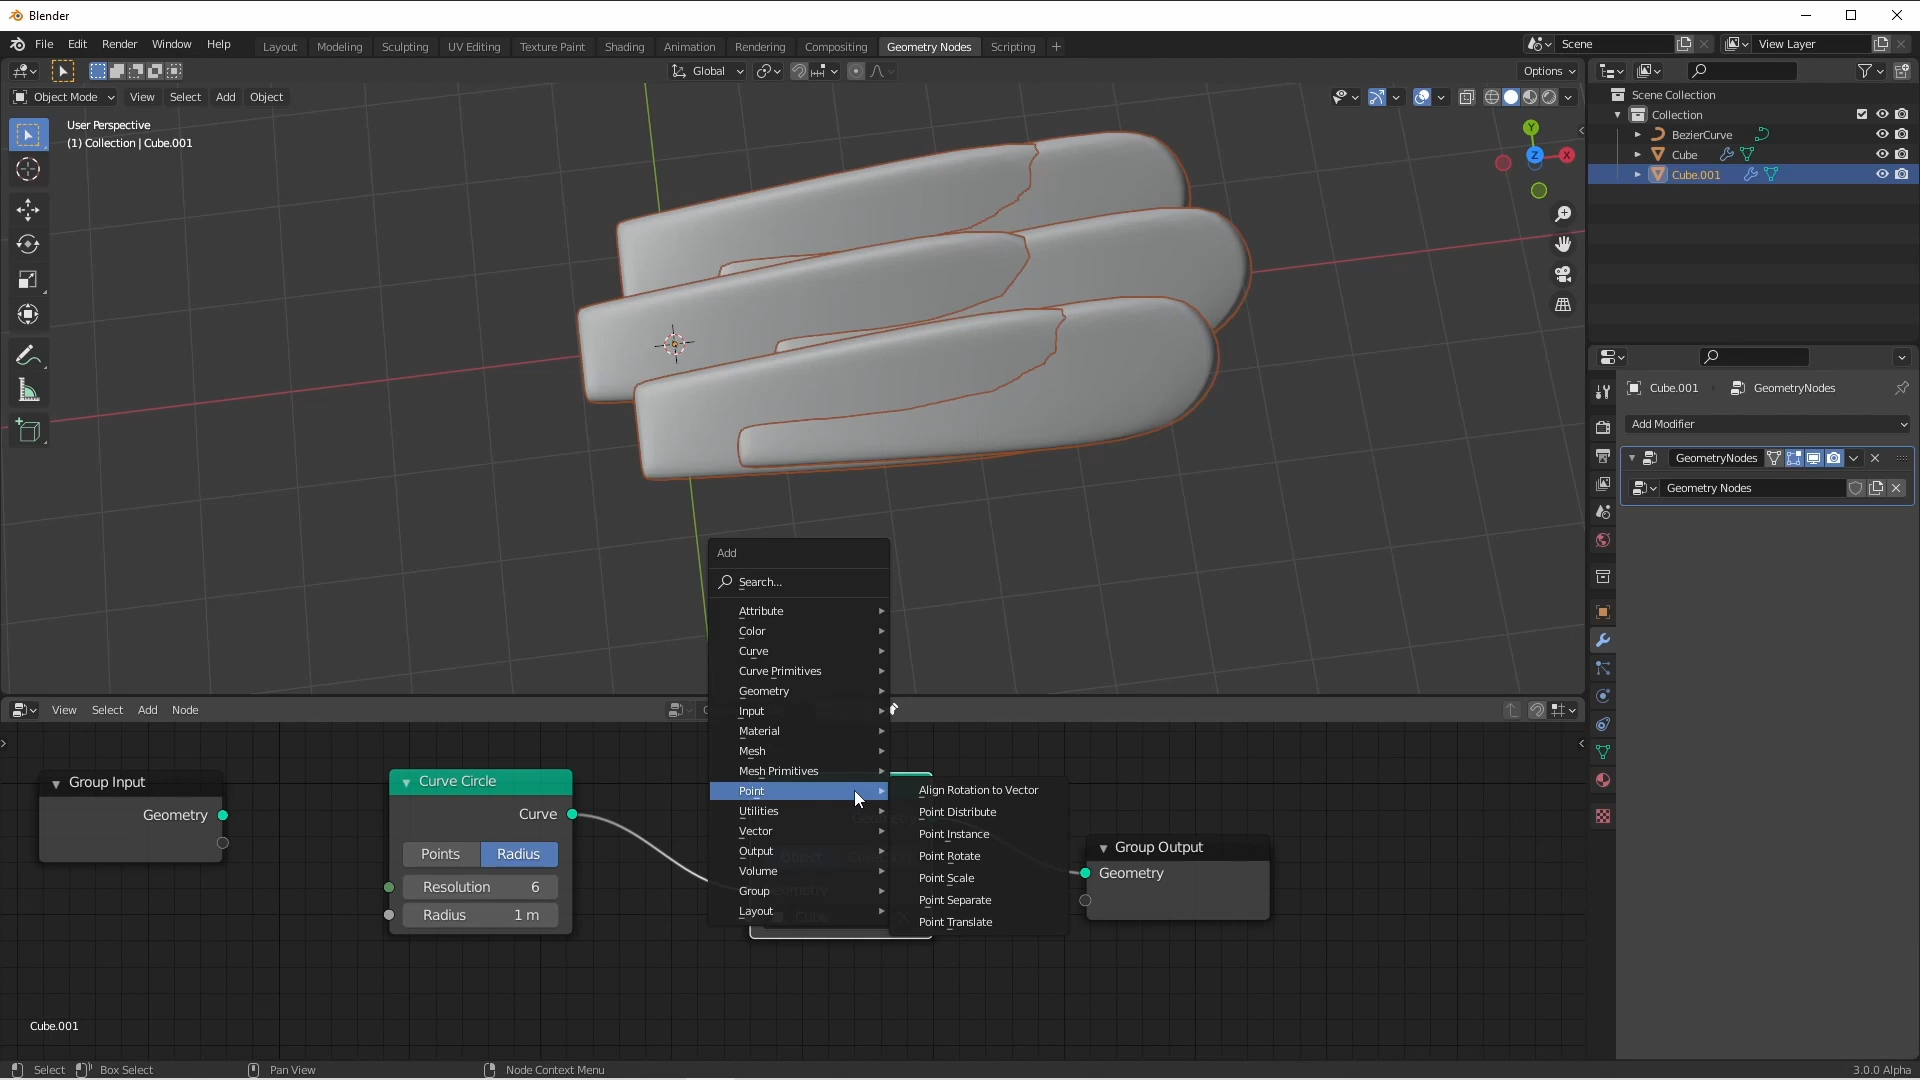 Blender
File Edit Render Window Help Layout Modeling Sculpting UV Editing Texture Paint Shading Animation Rendering Compositing Geometry Nodes Scripting + Scene View Layer
Global Options
Object Mode View Select Add Object
User Perspective
(1) Collection | Cube.001
Y
Z
X
Scene Collection
Collection
BezierCurve
Cube
Cube.001
Cube.001 GeometryNodes
Add Modifier
GeometryNodes
Geometry Nodes
Add
Search...
Attribute
Color
Curve
Curve Primitives
Geometry
Input
Material
Mesh
Mesh Primitives
Point
Utilities
Vector
Output
Volume
Group
Layout
Align Rotation to Vector
Point Distribute
Point Instance
Point Rotate
Point Scale
Point Separate
Point Translate
View Select Add Node
Group Input
Geometry
Curve Circle
Curve
Points Radius
Resolution 6
Radius 1 m
Group Output
Geometry
Cube.001
Select Box Select Pan View Node Context Menu 3.0.0 Alpha